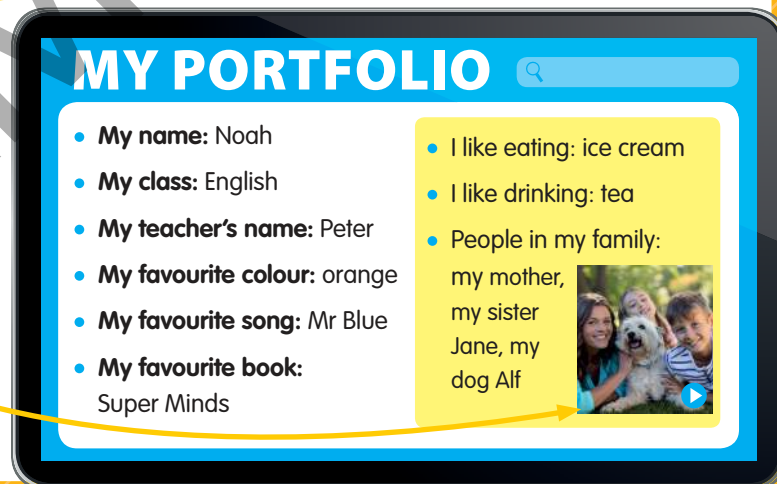 MY PORTFOLIO
• My name: Noah
• My class: English
• My teacher's name: Peter
• My favourite colour: orange
• My favourite song: Mr Blue
• My favourite book:
Super Minds
• I like eating: ice cream
• I like drinking: tea
• People in my family:
my mother,
my sister
Jane, my
dog Alf